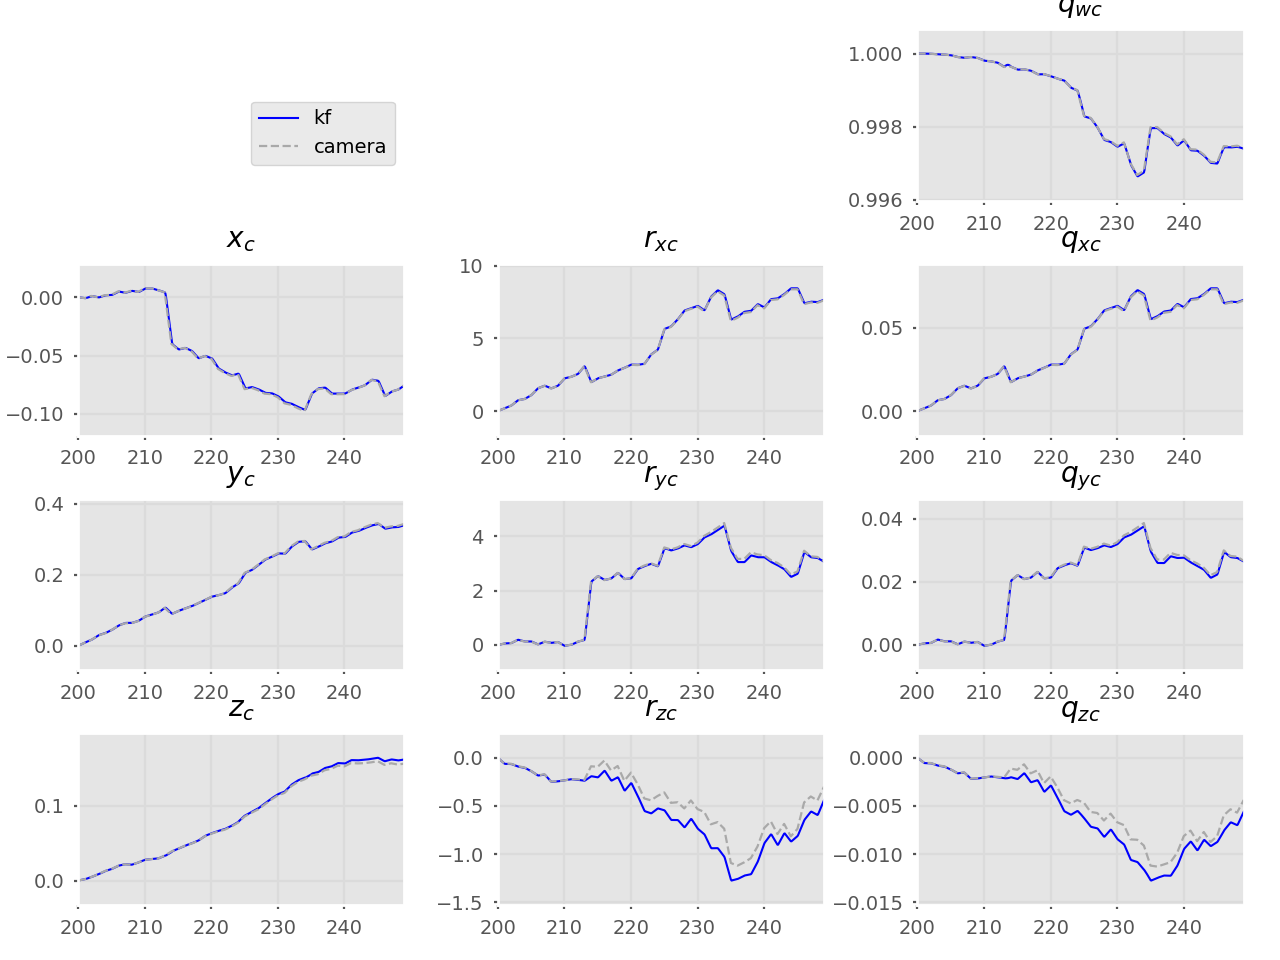 q_wc
1.000
0.998
0.996
200 210 220 230 240
kf
camera
x_c
0.00
−0.05
−0.10
200 210 220 230 240
r_xc
10
5
0
200 210 220 230 240
q_xc
0.05
0.00
200 210 220 230 240
y_c
0.4
0.2
0.0
200 210 220 230 240
r_yc
4
2
0
200 210 220 230 240
q_yc
0.04
0.02
0.00
200 210 220 230 240
z_c
0.1
0.0
200 210 220 230 240
r_zc
0.0
−0.5
−1.0
−1.5
200 210 220 230 240
q_zc
0.000
−0.005
−0.010
−0.015
200 210 220 230 240